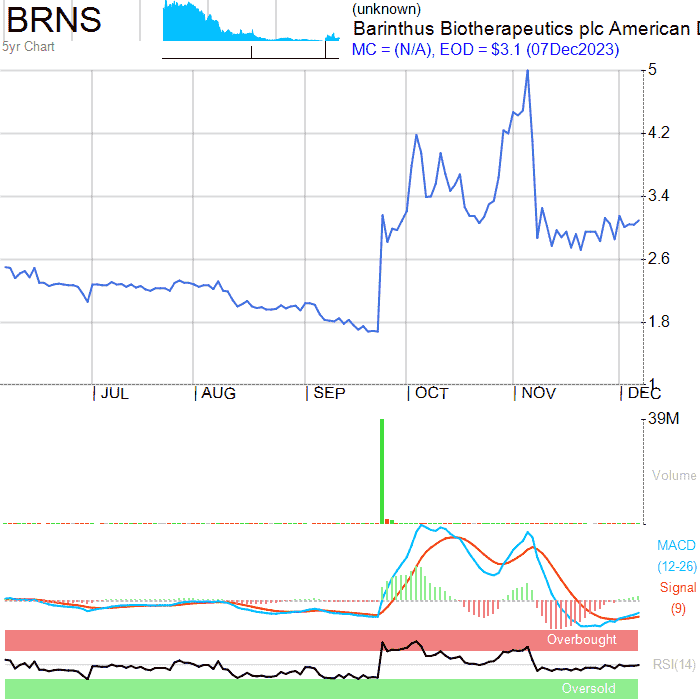 BRNS
5yr Chart
(unknown)
Barinthus Biotherapeutics plc American
MC = (N/A), EOD = $3.1 (07Dec2023)
5
4.2
3.4
2.6
1.8
1
JUL AUG SEP OCT NOV DEC
39M
Volume
MACD
(12-26)
Signal
(9)
Overbought
RSI(14)
Oversold